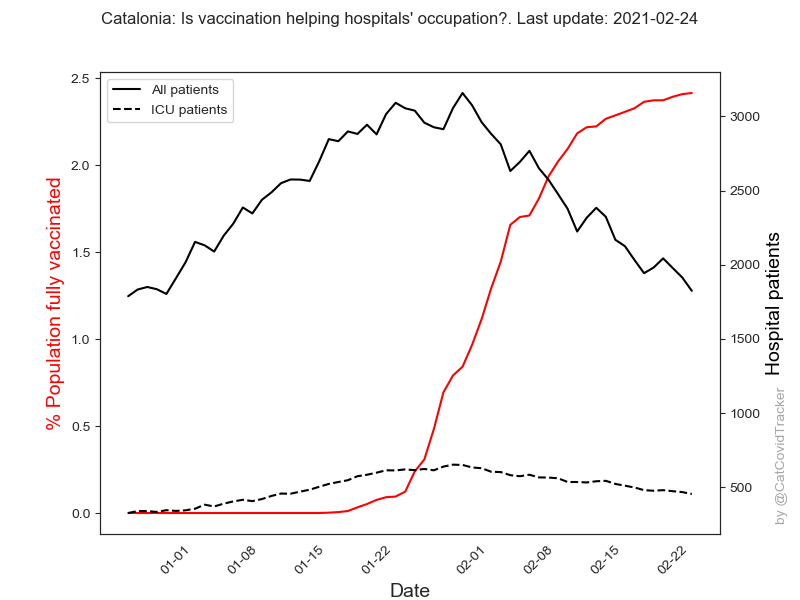 Catalonia: Is vaccination helping hospitals' occupation?. Last update: 2021-02-24
All patients
ICU patients
% Population fully vaccinated
2.5
2.0
1.5
1.0
0.5
0.0
3000
2500
2000
1500
1000
500
Hospital patients
by @CatCovidTracker
01-01
01-08
01-15
01-22
02-01
02-08
02-15
02-22
Date